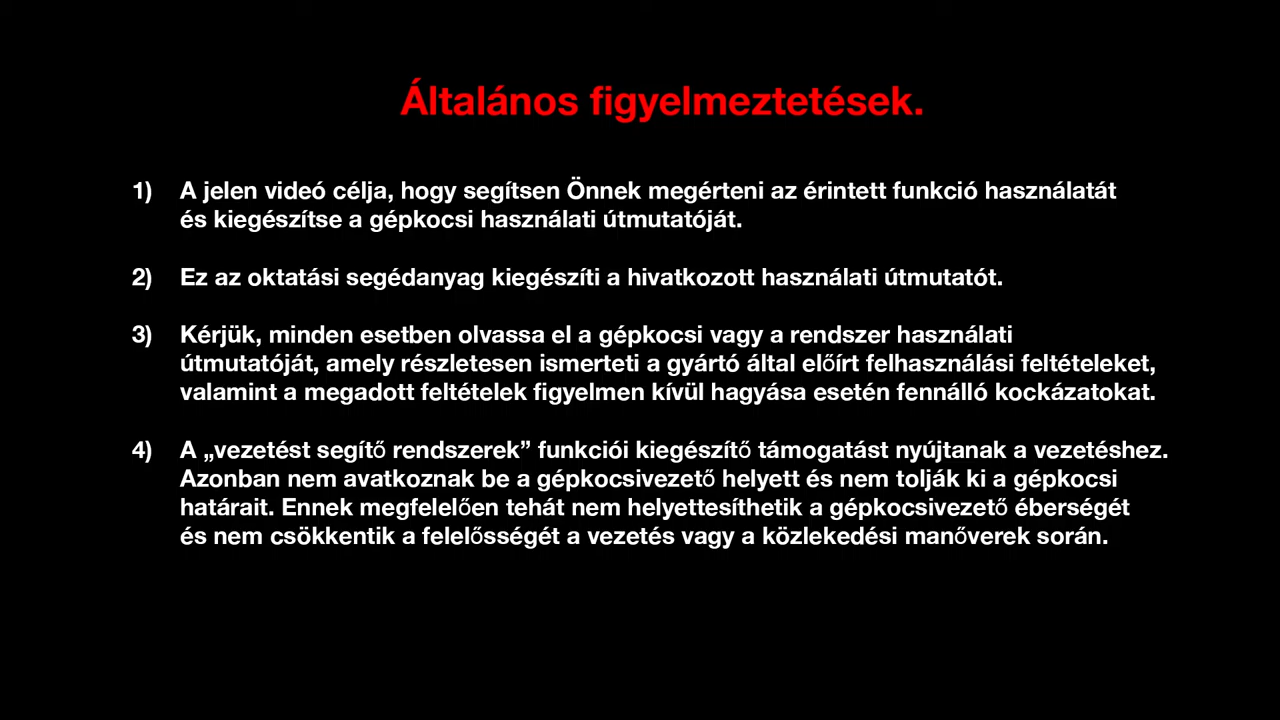 Általános figyelmeztetések.
1) A jelen videó célja, hogy segítsen Önnek megérteni az érintett funkció használatát
és kiegészítse a gépkocsi használati útmutatóját.
2) Ez az oktatási segédanyag kiegészíti a hivatkozott használati útmutatót.
3) Kérjük, minden esetben olvassa el a gépkocsi vagy a rendszer használati
útmutatóját, amely részletesen ismerteti a gyártó által előírt felhasználási feltételeket,
valamint a megadott feltételek figyelmen kívül hagyása esetén fennálló kockázatokat.
4) A „vezetést segítő rendszerek” funkciói kiegészítő támogatást nyújtanak a vezetéshez.
Azonban nem avatkoznak be a gépkocsivezető helyett és nem tolják ki a gépkocsi
határait. Ennek megfelelően tehát nem helyettesíthetik a gépkocsivezető éberségét
és nem csökkentik a felelősségét a vezetés vagy a közlekedési manőverek során.